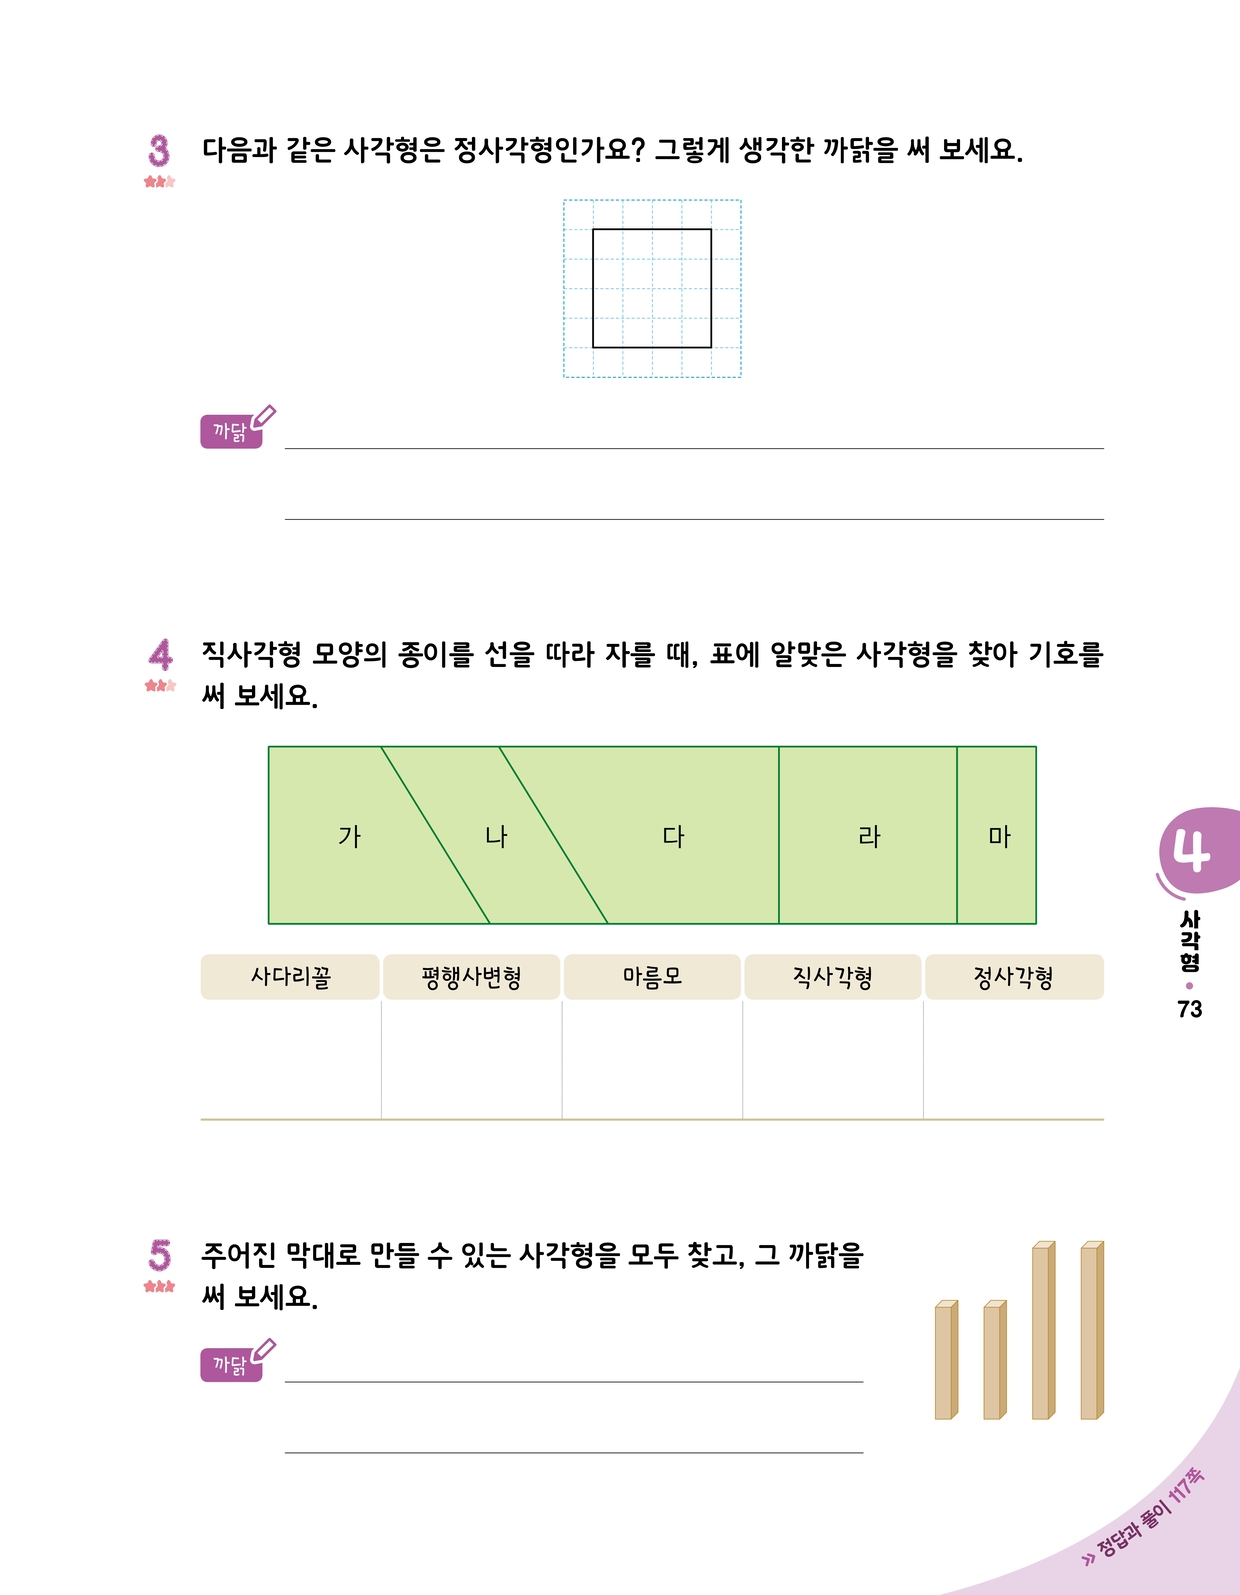 3 다음과 같은 사각형은 정사각형인가요? 그렇게 생각한 까닭을 써 보세요.
까닭
4 직사각형 모양의 종이를 선을 따라 자를 때, 표에 알맞은 사각형을 찾아 기호를
써 보세요.
가 나 다 라 마
사다리꼴 평행사변형 마름모 직사각형 정사각형
4
사각형
73
5 주어진 막대로 만들 수 있는 사각형을 모두 찾고, 그 까닭을
써 보세요.
까닭
» 정답과 풀이 117쪽